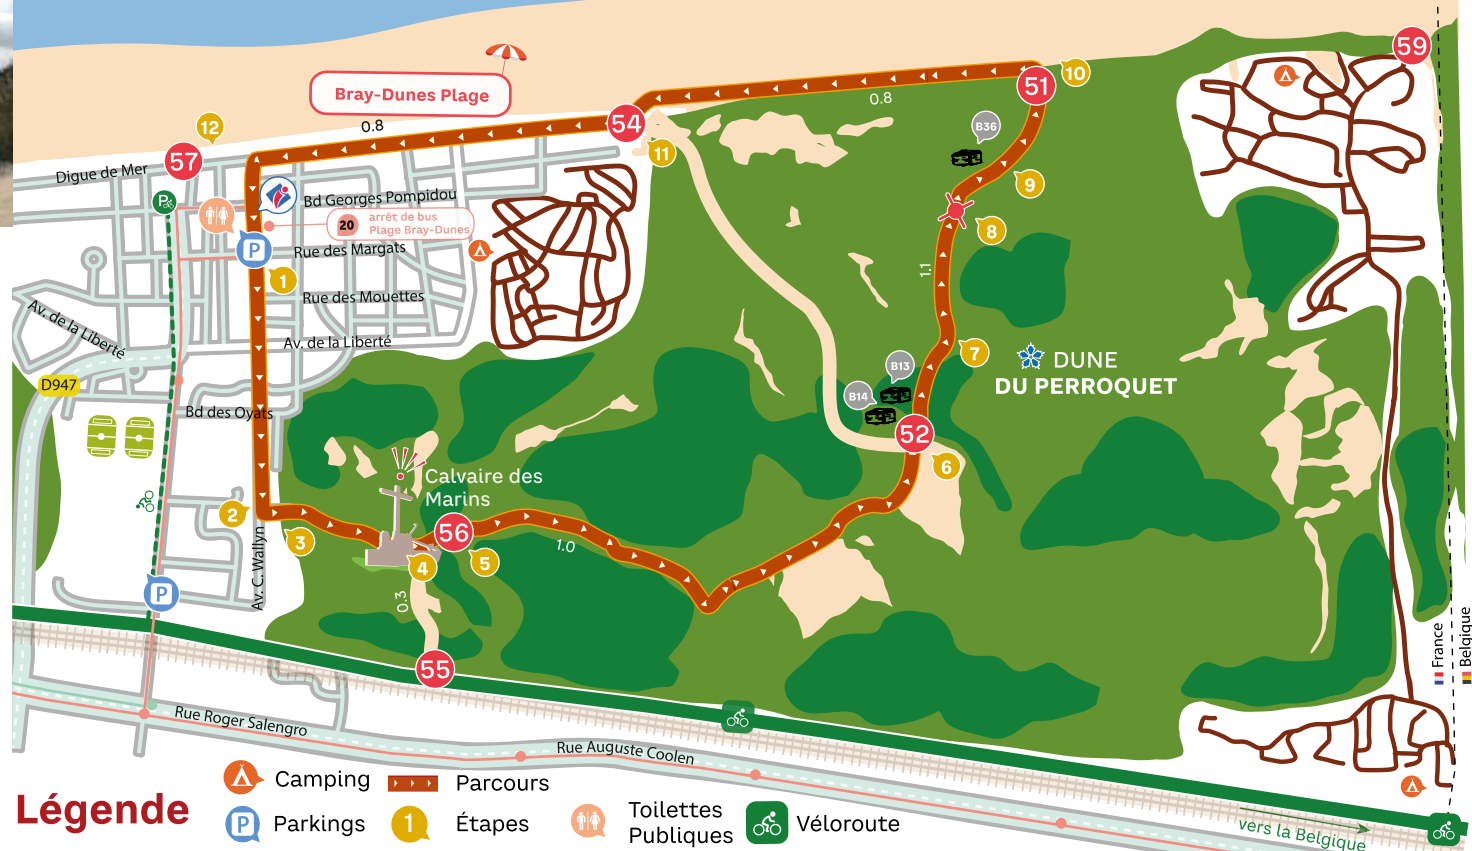 59
Bray-Dunes Plage
10
51
0.8
54
0.8
B36
12
57
11
Digue de Mer
9
Bd Georges Pompidou
P
20
arrêt de bus
Plage Bray-Dunes
8
P
Rue des Margats
1.1
1
Rue des Mouettes
Av. de la Liberté
Av. de la Liberté
7
DUNE
DU PERROQUET
B13
B14
D947
Bd des Oyats
52
6
Calvaire des
Marins
2
3
56
1.0
5
4
Av. C. Wallyn
0.3
P
55
France
Belgique
Rue Roger Salengro
Rue Auguste Coolen
vers la Belgique
Légende
Camping
Parcours
P
Parkings
1
Étapes
Toilettes
Publiques
Véloroute